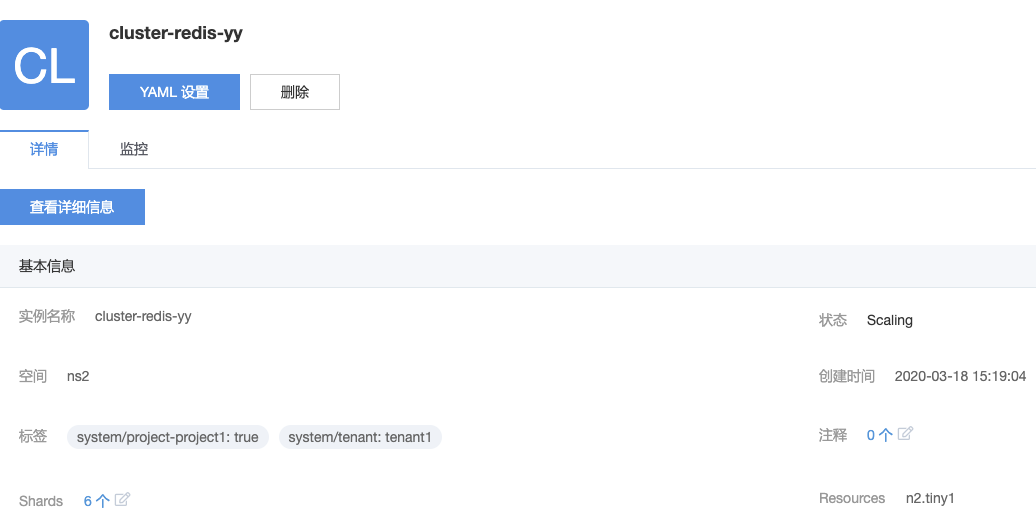 CL
cluster-redis-yy
YAML 设置 删除
详情 监控
查看详细信息
基本信息
实例名称 cluster-redis-yy 状态 Scaling
空间 ns2 创建时间 2020-03-18 15:19:04
标签 system/project-project1: true system/tenant: tenant1 注释 0 个
Shards 6 个 Resources n2.tiny1